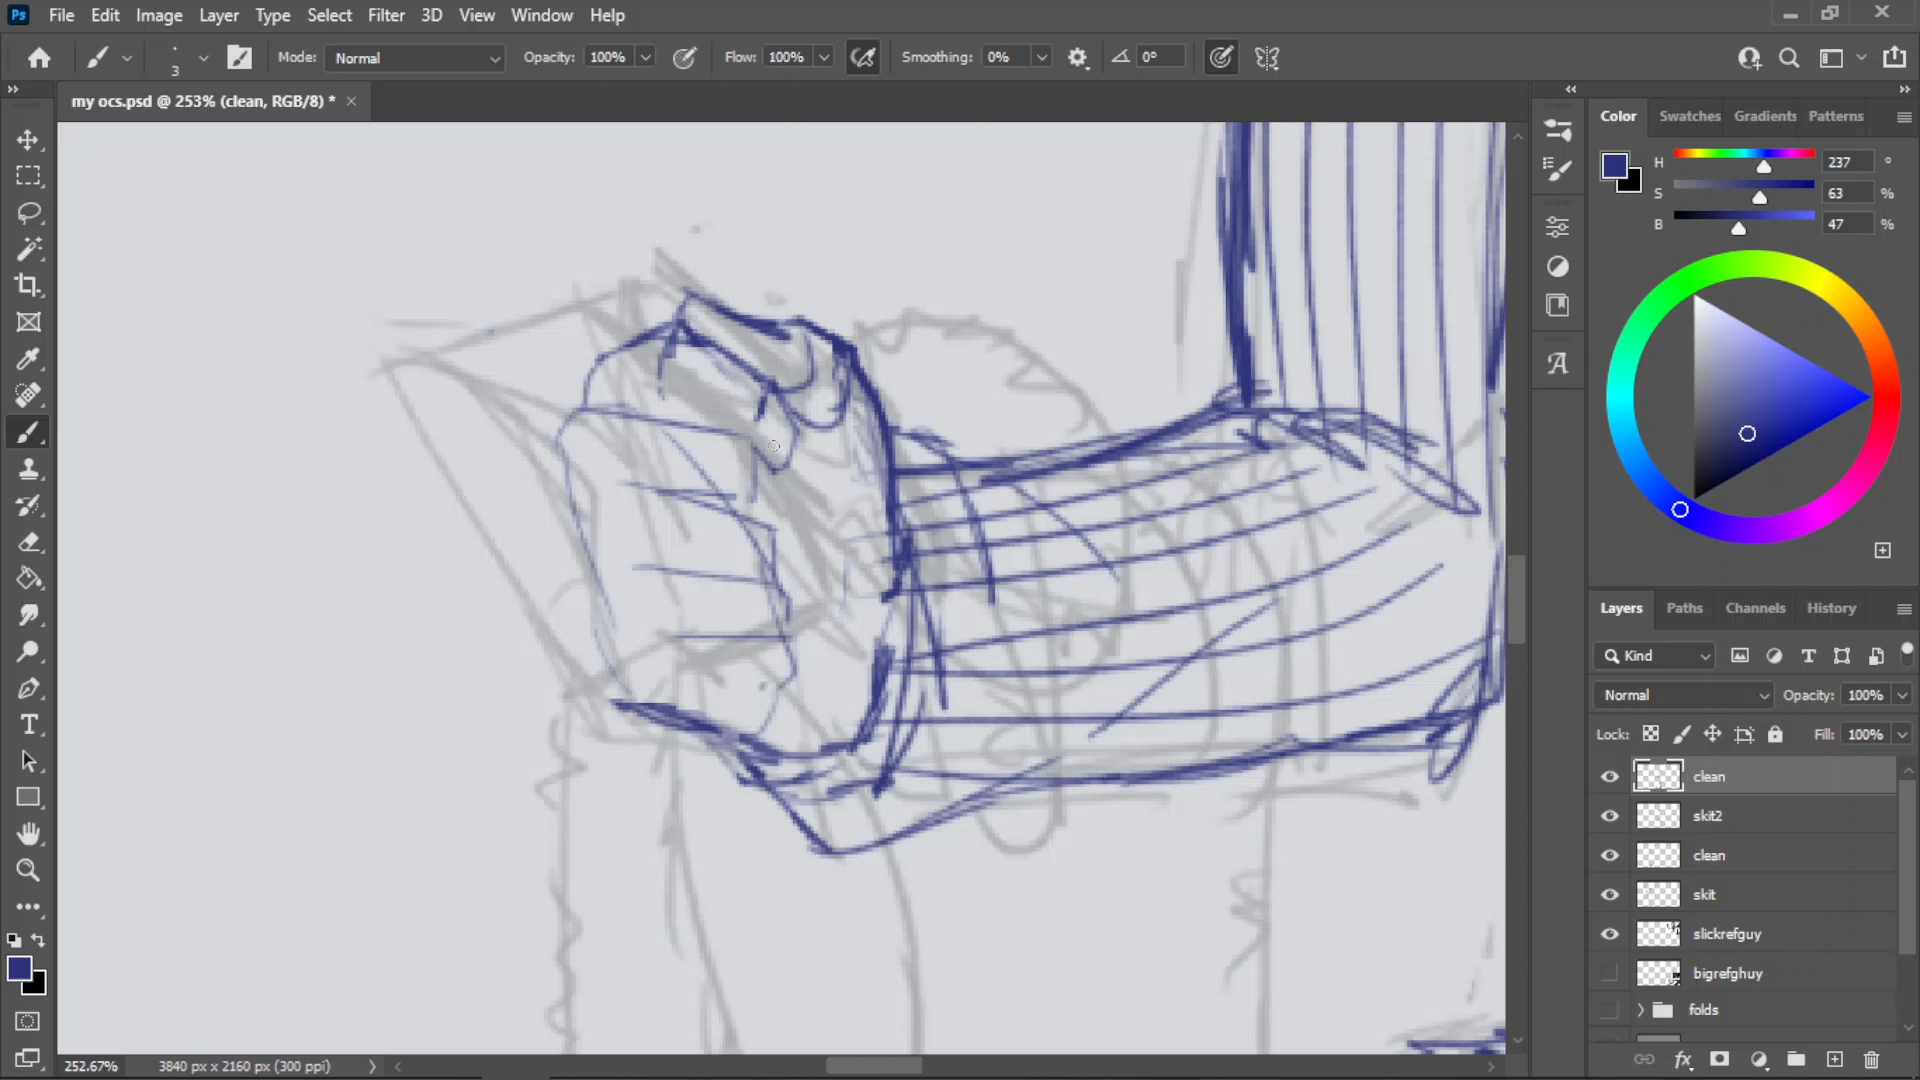 Ps File Edit Image Layer Type Select Filter 3D View Window Help
3 Mode: Normal Opacity: 100% Flow: 100% Smoothing: 0% 0°
my ocs.psd @ 253% (clean, RGB/8) * ×
Color Swatches Gradients Patterns
H 237 °
S 63 %
B 47 %
Layers Paths Channels History
Kind
Normal Opacity: 100%
Lock: Fill: 100%
clean
skit2
clean
skit
slickrefguy
bigrefghuy
folds
252.67% 3840 px x 2160 px (300 ppi)